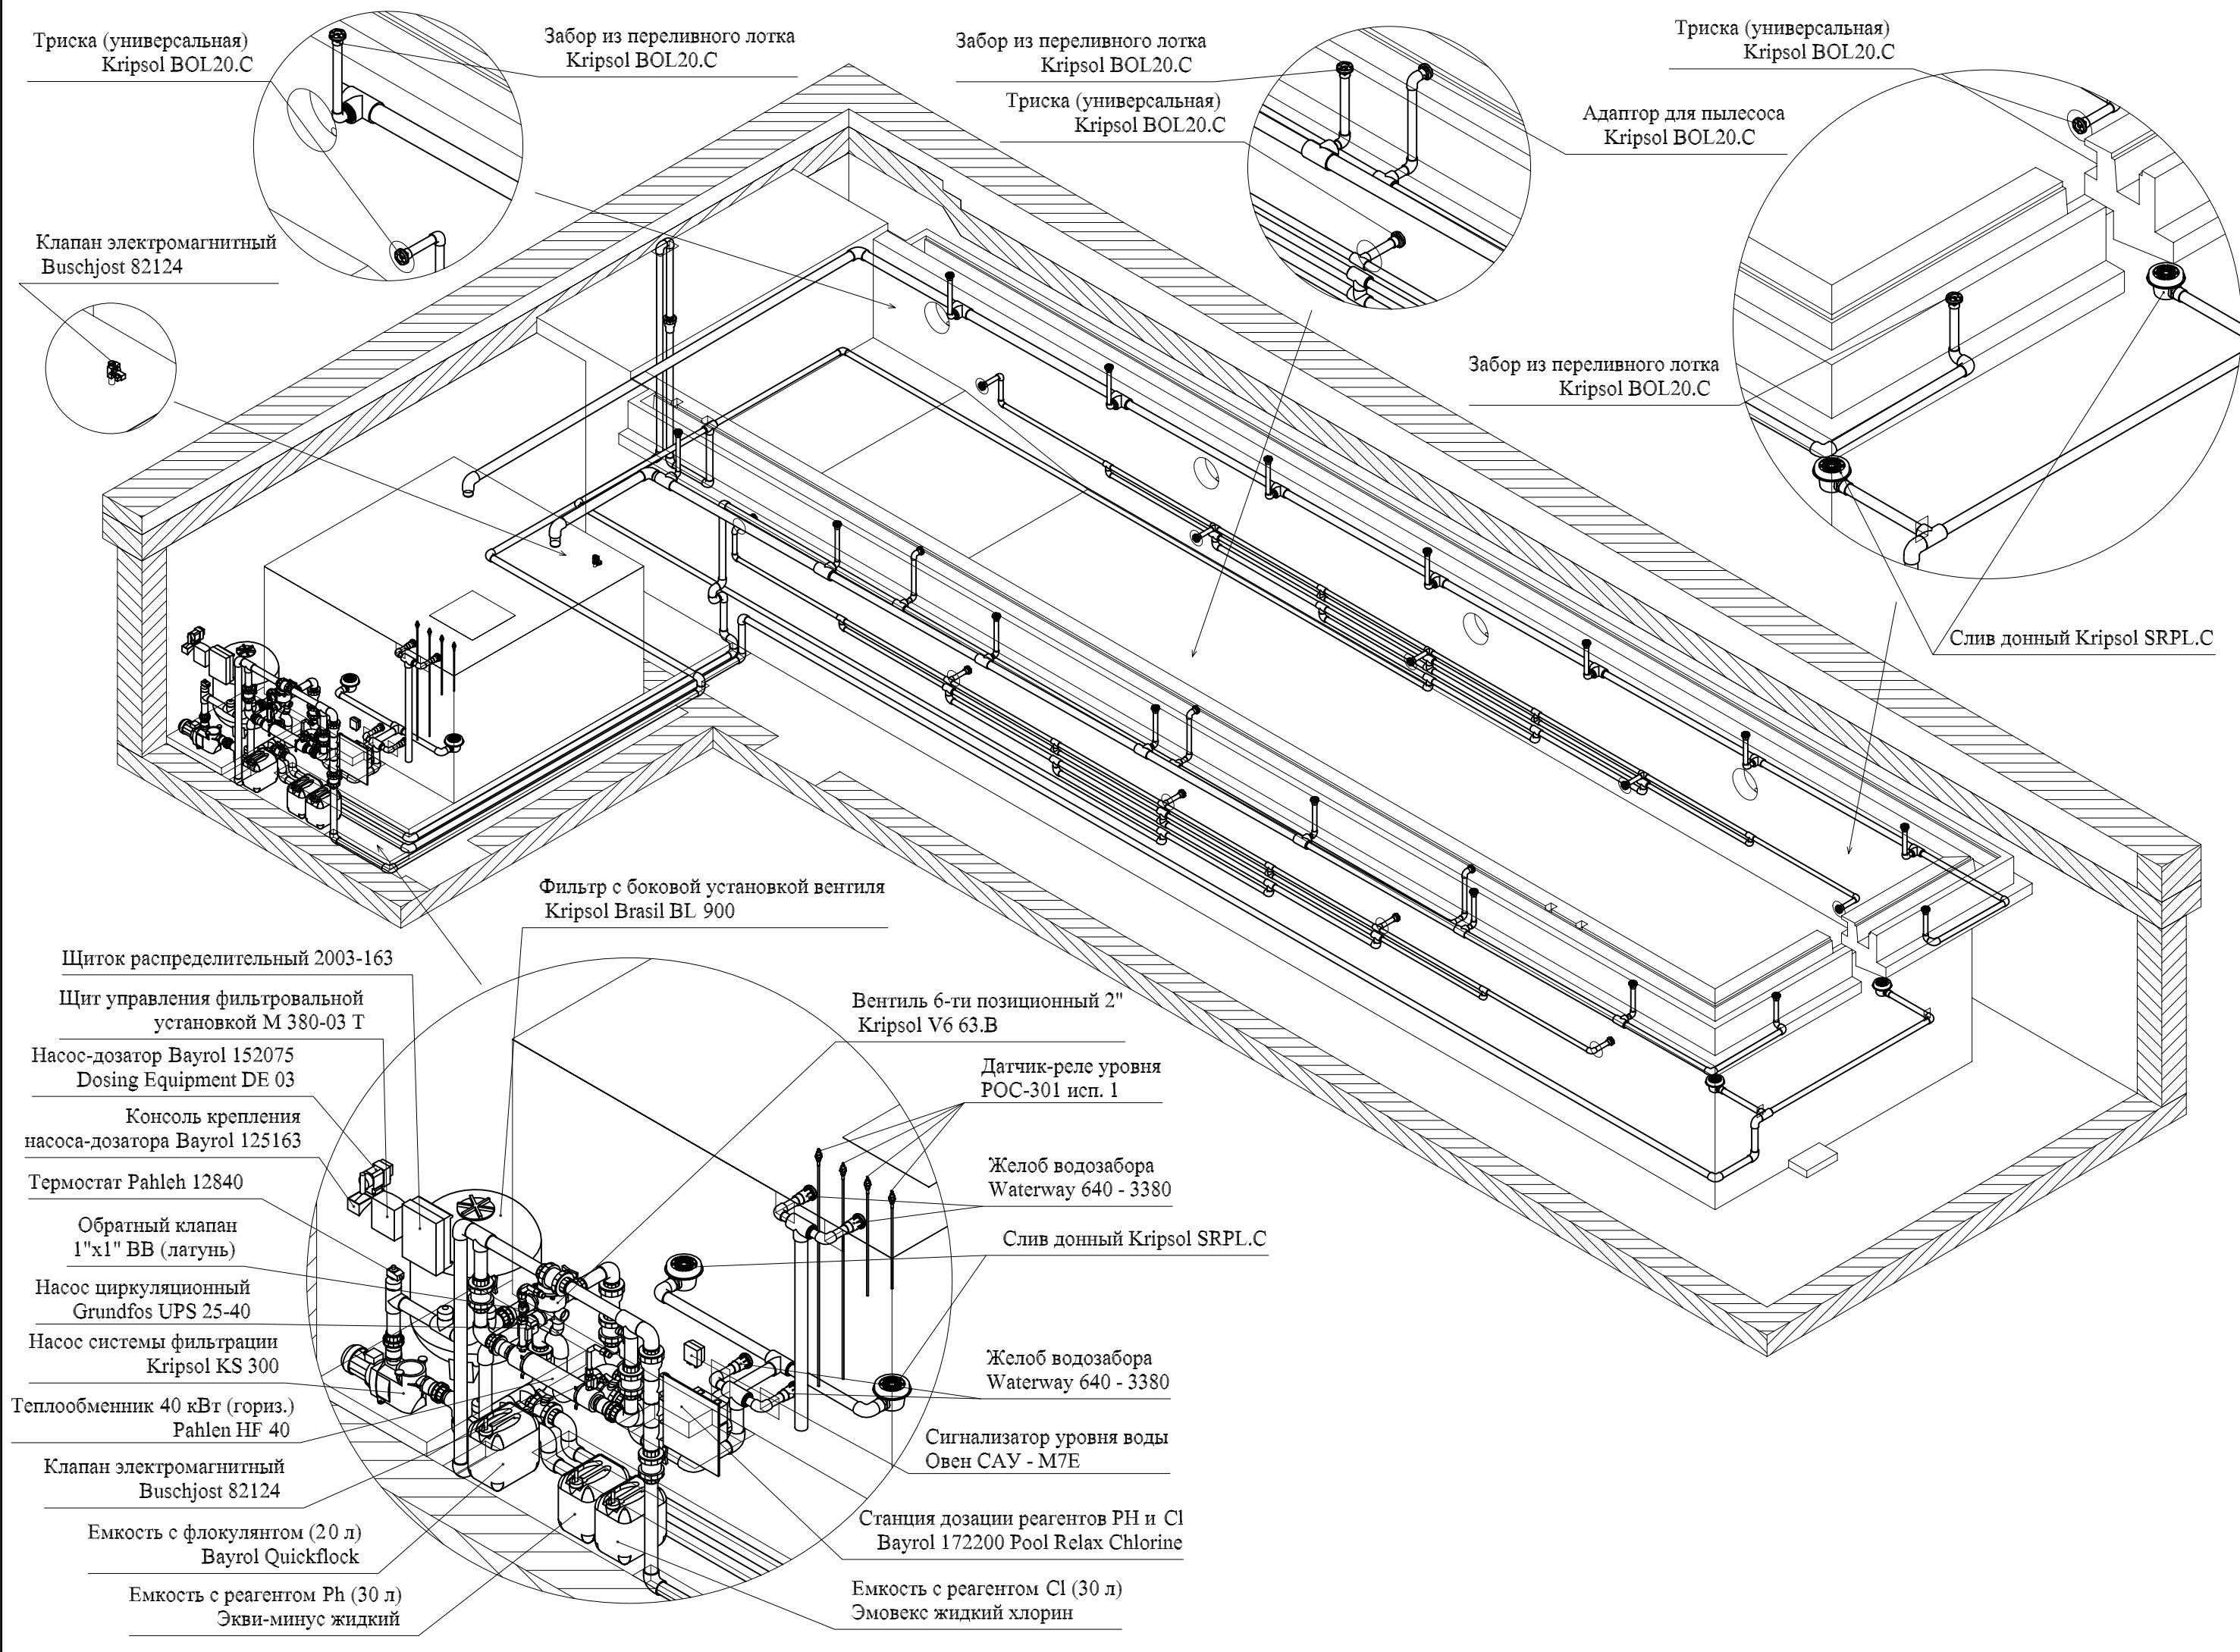 Триска (универсальная)
Kripsol BOL20.C
Забор из переливного лотка
Kripsol BOL20.C
Забор из переливного лотка
Kripsol BOL20.C
Триска (универсальная)
Kripsol BOL20.C
Триска (универсальная)
Kripsol BOL20.C
Адаптор для пылесоса
Kripsol BOL20.C
Клапан электромагнитный
Buschjost 82124
Забор из переливного лотка
Kripsol BOL20.C
Слив донный Kripsol SRPL.C
Фильтр с боковой установкой вентиля
Kripsol Brasil BL 900
Щиток распределительный 2003-163
Щит управления фильтровальной
установкой М 380-03 Т
Насос-дозатор Bayrol 152075
Dosing Equipment DE 03
Консоль крепления
насоса-дозатора Bayrol 125163
Термостат Pahleh 12840
Обратный клапан
1"x1" ВВ (латунь)
Насос циркуляционный
Grundfos UPS 25-40
Насос системы фильтрации
Kripsol KS 300
Теплообменник 40 кВт (гориз.)
Pahlen HF 40
Клапан электромагнитный
Buschjost 82124
Емкость с флокулянтом (20 л)
Bayrol Quickflock
Емкость с реагентом Ph (30 л)
Экви-минус жидкий
Вентиль 6-ти позиционный 2"
Kripsol V6 63.B
Датчик-реле уровня
РОС-301 исп. 1
Желоб водозабора
Waterway 640 - 3380
Слив донный Kripsol SRPL.C
Желоб водозабора
Waterway 640 - 3380
Сигнализатор уровня воды
Овен САУ - М7Е
Станция дозации реагентов PH и Cl
Bayrol 172200 Pool Relax Chlorine
Емкость с реагентом Cl (30 л)
Эмовекс жидкий хлорин